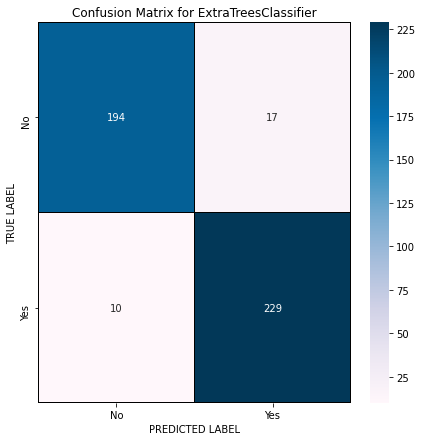 Confusion Matrix for ExtraTreesClassifier
TRUE LABEL
No
194
17
Yes
10
229
No
Yes
PREDICTED LABEL
225
200
175
150
125
100
75
50
25